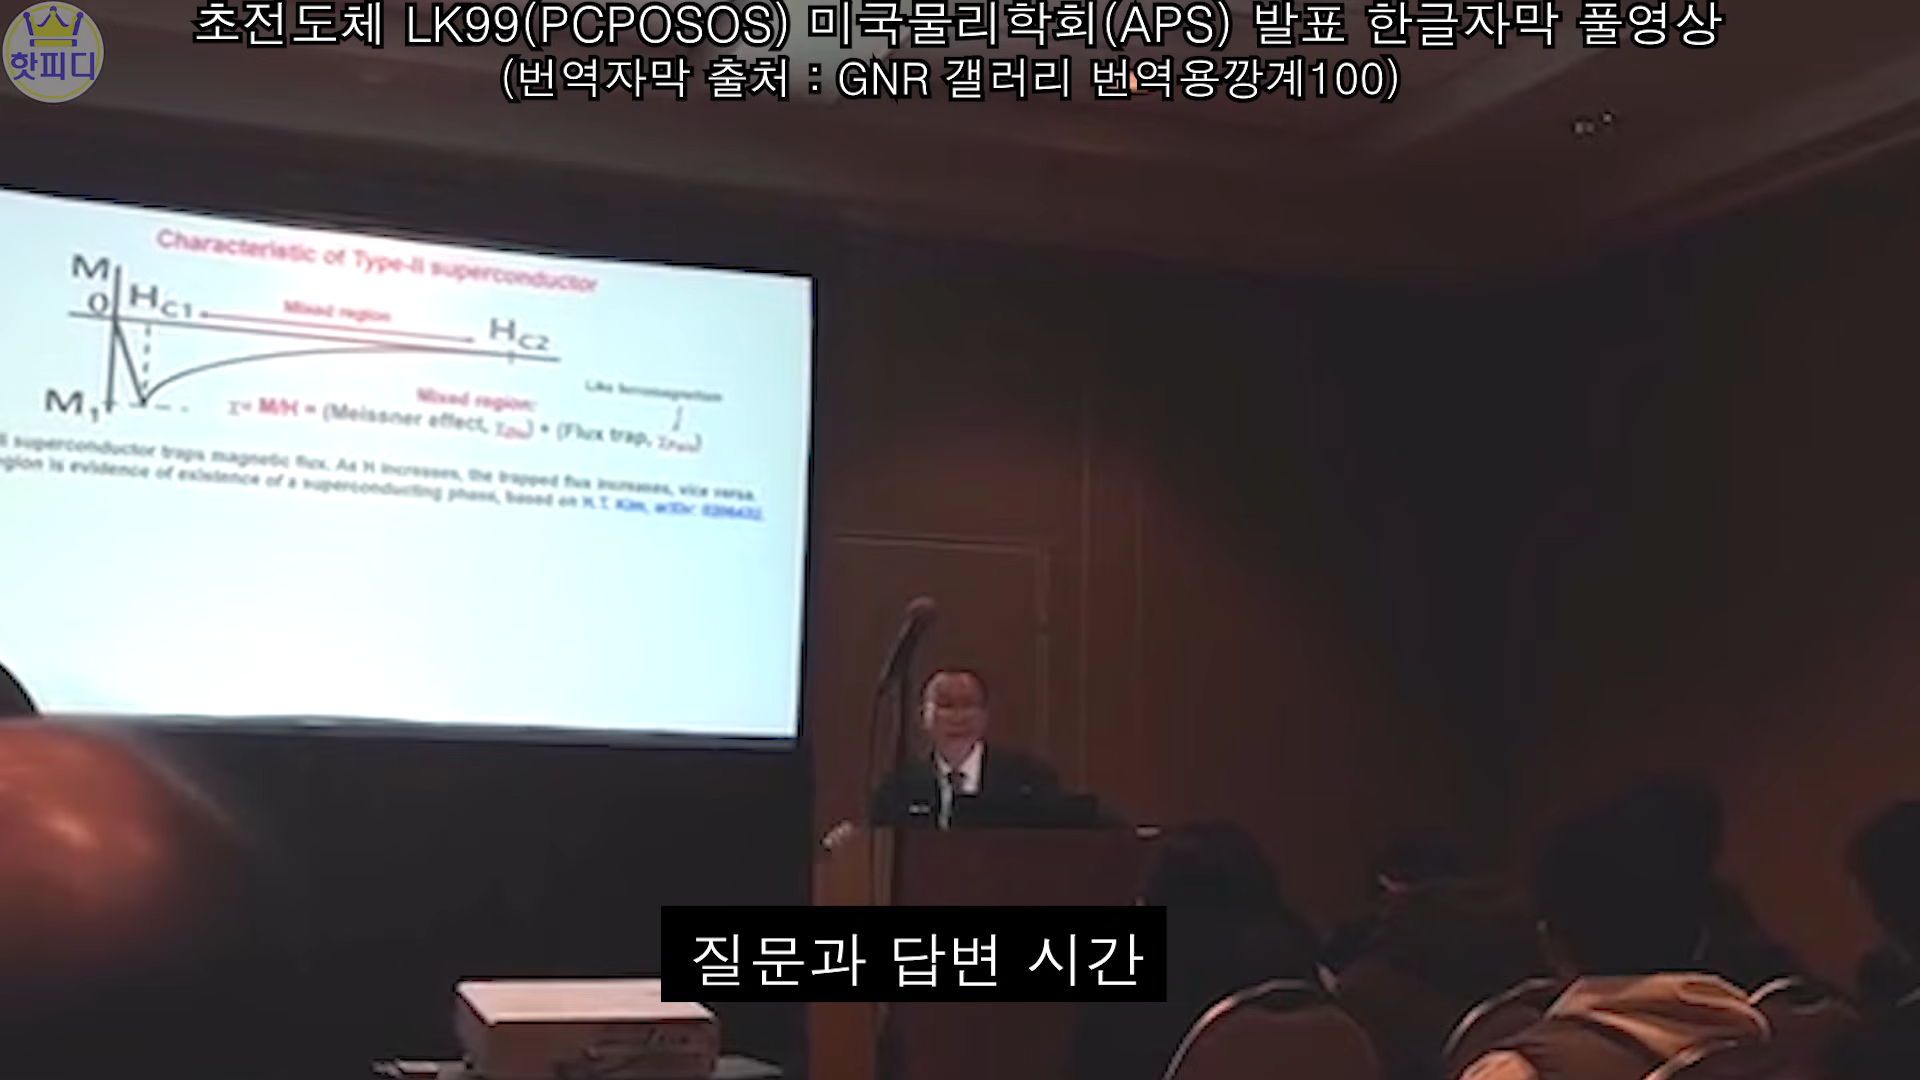 초전도체 LK99(PCPOSOS) 미국물리학회(APS) 발표 한글자막 풀영상
(번역자막 출처 : GNR 갤러리 번역용깡계100)
핫피디
Characteristic of Type-II superconductor
M
0
HC1
Mixed region
HC2
Like ferromagnetism
M1
Mixed region:
M/H = (Meissner effect, ) + (Flux trap, )
superconductor traps magnetic flux. As H increases, the trapped flux increases, vice versa.
is evidence of existence of a superconducting phase, based on H.T. Kim,
질문과 답변 시간